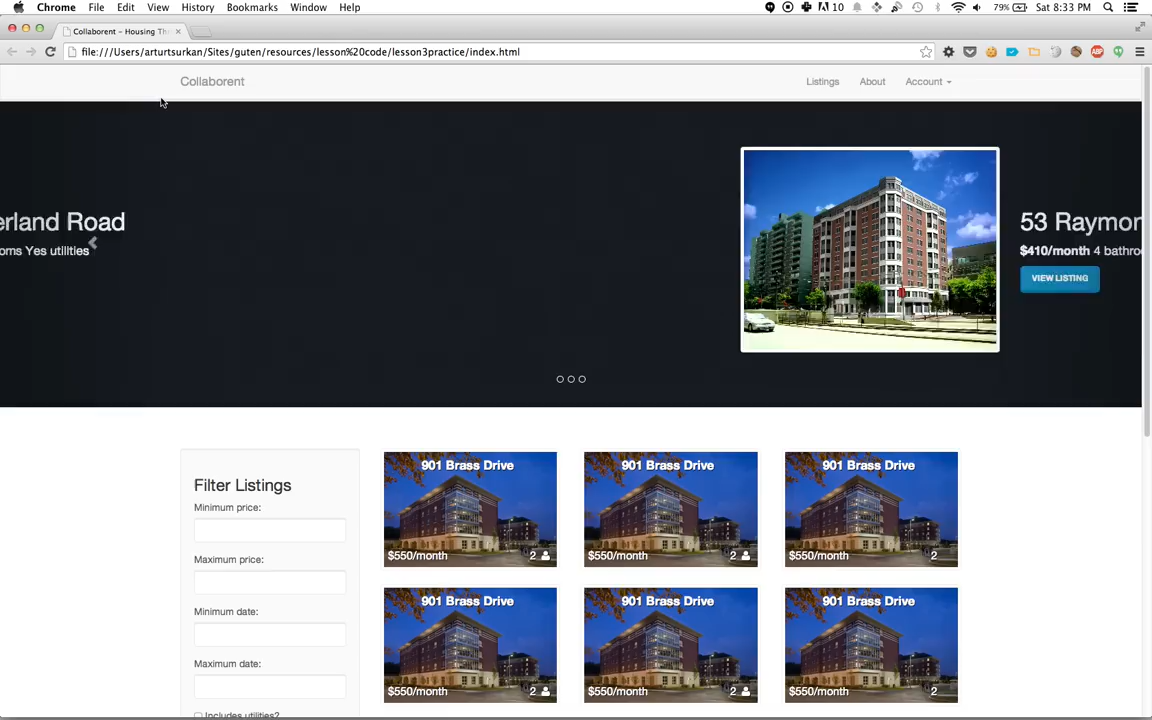 Chrome File Edit View History Bookmarks Window Help
10 79% Sat 8:33 PM
Collaborent – Housing Th
file:///Users/arturtsurkan/Sites/guten/resources/lesson%20code/lesson3practice/index.html
ABP
Collaborent
Listings About Account
erland Road
oms Yes utilities
53 Raymon
$410/month 4 bathro
VIEW LISTING
Filter Listings
Minimum price:
Maximum price:
Minimum date:
Maximum date:
Includes utilities?
901 Brass Drive
$550/month 2
901 Brass Drive
$550/month 2
901 Brass Drive
$550/month 2
901 Brass Drive
$550/month 2
901 Brass Drive
$550/month 2
901 Brass Drive
$550/month 2